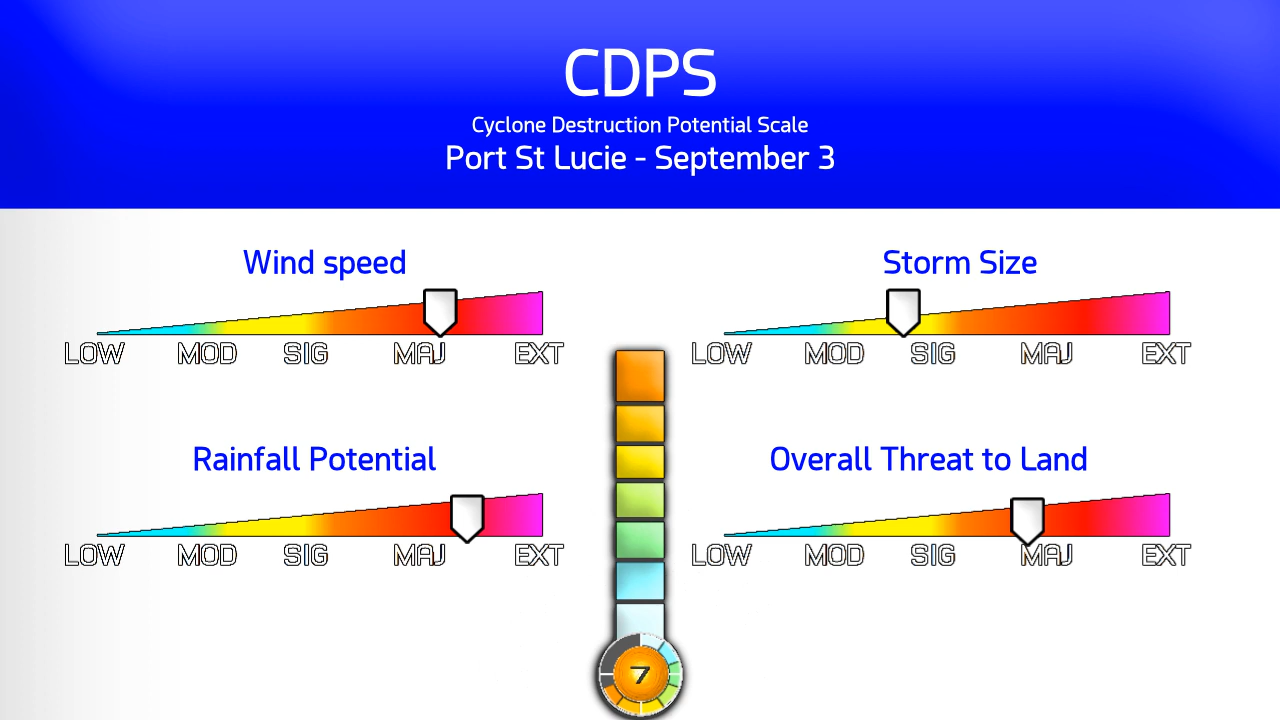 CDPS
Cyclone Destruction Potential Scale
Port St Lucie - September 3
Wind speed
LOW MOD SIG MAJ EXT
Storm Size
LOW MOD SIG MAJ EXT
Rainfall Potential
LOW MOD SIG MAJ EXT
Overall Threat to Land
LOW MOD SIG MAJ EXT
7